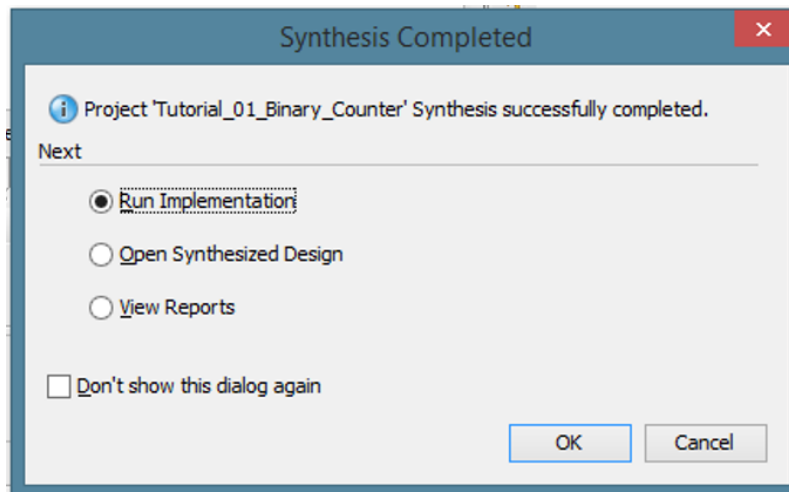 Synthesis Completed
Project 'Tutorial_01_Binary_Counter' Synthesis successfully completed.
Next
Run Implementation
Open Synthesized Design
View Reports
Don't show this dialog again
OK
Cancel